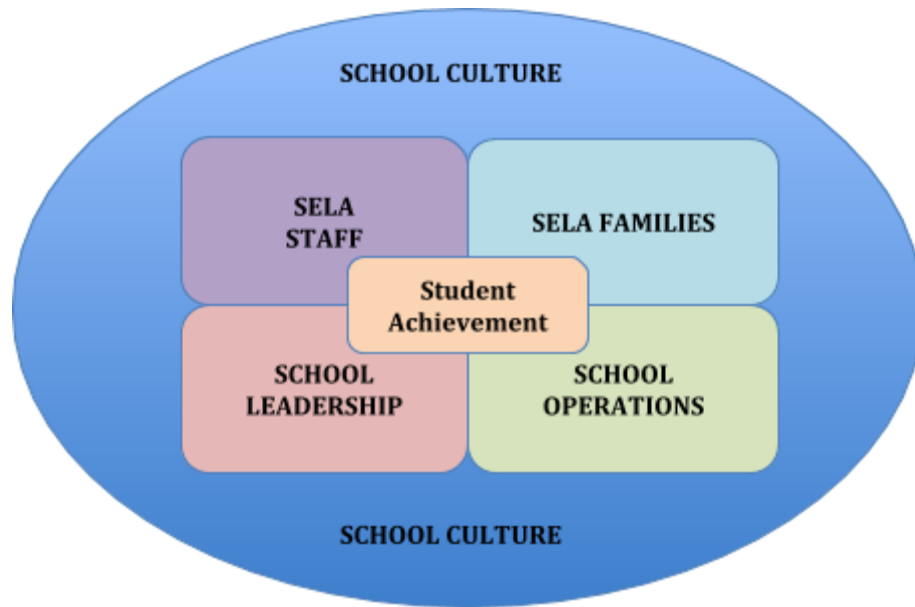 SCHOOL CULTURE
SELA
STAFF
SELA FAMILIES
Student
Achievement
SCHOOL
LEADERSHIP
SCHOOL
OPERATIONS
SCHOOL CULTURE